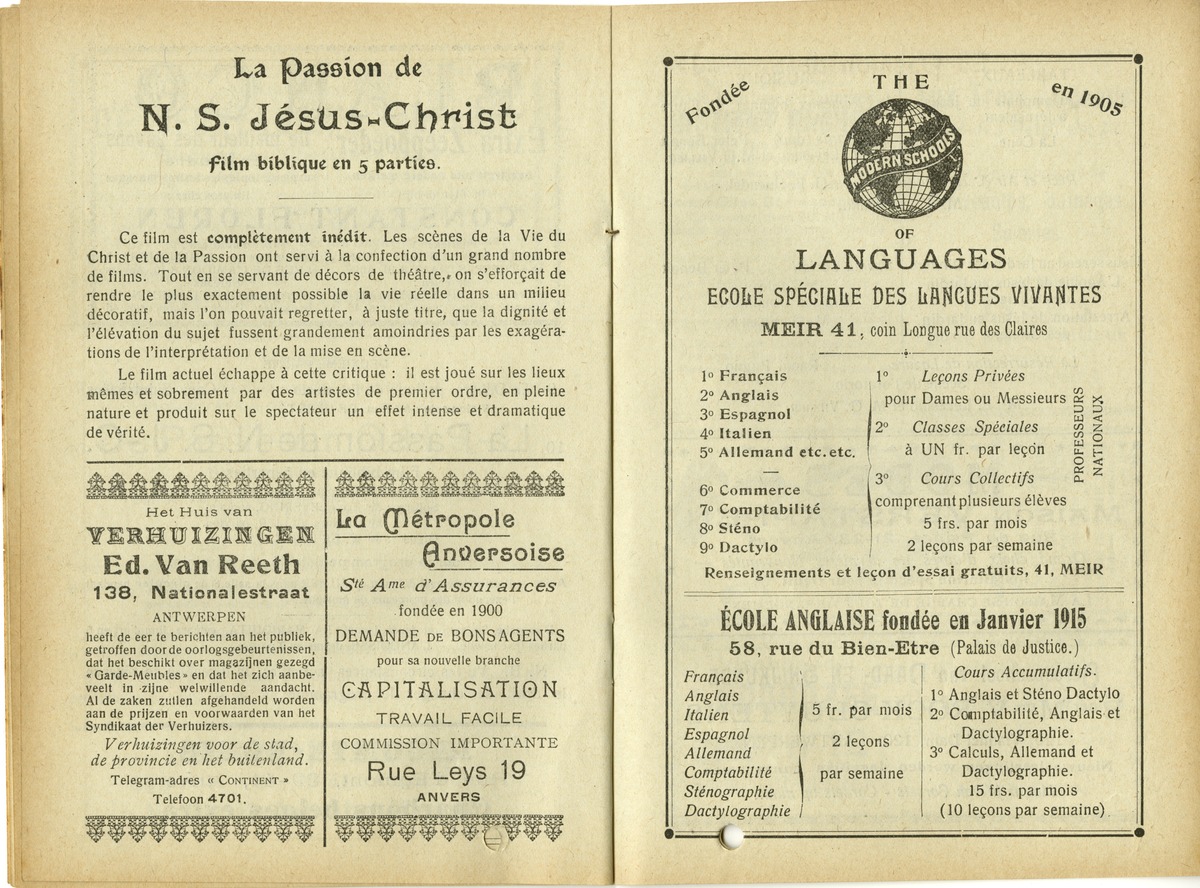 La Passion de
N. S. Jésus-Christ
Film biblique en 5 parties.
Ce film est complètement inédit. Les scènes de la Vie du
Christ et de la Passion ont servi à la confection d'un grand nombre
de films. Tout en se servant de décors de théâtre, on s'efforçait de
rendre le plus exactement possible la vie réelle dans un milieu
décoratif, mais l'on pouvait regretter, à juste titre, que la dignité et
l'élévation du sujet fussent grandement amoindries par les exagéra-
tions de l'interprétation et de la mise en scène.
Le film actuel échappe à cette critique : il est joué sur les lieux
mêmes et sobrement par des artistes de premier ordre, en pleine
nature et produit sur le spectateur un effet intense et dramatique
de vérité.
Het Huis van
VERHUIZINGEN
Ed. Van Reeth
138, Nationalestraat
ANTWERPEN
heeft de eer te berichten aan het publiek,
getroffen door de oorlogsgebeurtenissen,
dat het beschikt over magazijnen gezegd
« Garde-Meubles » en dat het zich aanbe-
veelt in zijne welwillende aandacht.
Al de zaken zullen afgehandeld worden
aan de prijzen en voorwaarden van het
Syndikaat der Verhuizers.
Verhuizingen voor de stad,
de provincie en het buitenland.
Telegram-adres « CONTINENT »
Telefoon 4701.
La Métropole
Anversoise
Sté Ame d'Assurances
fondée en 1900
DEMANDE DE BONS AGENTS
pour sa nouvelle branche
CAPITALISATION
TRAVAIL FACILE
COMMISSION IMPORTANTE
Rue Leys 19
ANVERS
Fondée THE en 1905
MODERN SCHOOLS
OF
LANGUAGES
ECOLE SPÉCIALE DES LANGUES VIVANTES
MEIR 41, coin Longue rue des Claires
1º Français
2º Anglais
3º Espagnol
4º Italien
5º Allemand etc. etc.
—
6º Commerce
7º Comptabilité
8º Sténo
9º Dactylo
1º Leçons Privées
pour Dames ou Messieurs
2º Classes Spéciales
à UN fr. par leçon
3º Cours Collectifs
comprenant plusieurs élèves
5 frs. par mois
2 leçons par semaine
PROFESSEURS
NATIONAUX
Renseignements et leçon d'essai gratuits, 41, MEIR
ÉCOLE ANGLAISE fondée en Janvier 1915
58, rue du Bien-Etre (Palais de Justice.)
Français
Anglais
Italien
Espagnol
Allemand
Comptabilité
Sténographie
Dactylographie
5 fr. par mois
2 leçons
par semaine
Cours Accumulatifs.
1º Anglais et Sténo Dactylo
2º Comptabilité, Anglais et
Dactylographie.
3º Calculs, Allemand et
Dactylographie.
15 frs. par mois
(10 leçons par semaine)